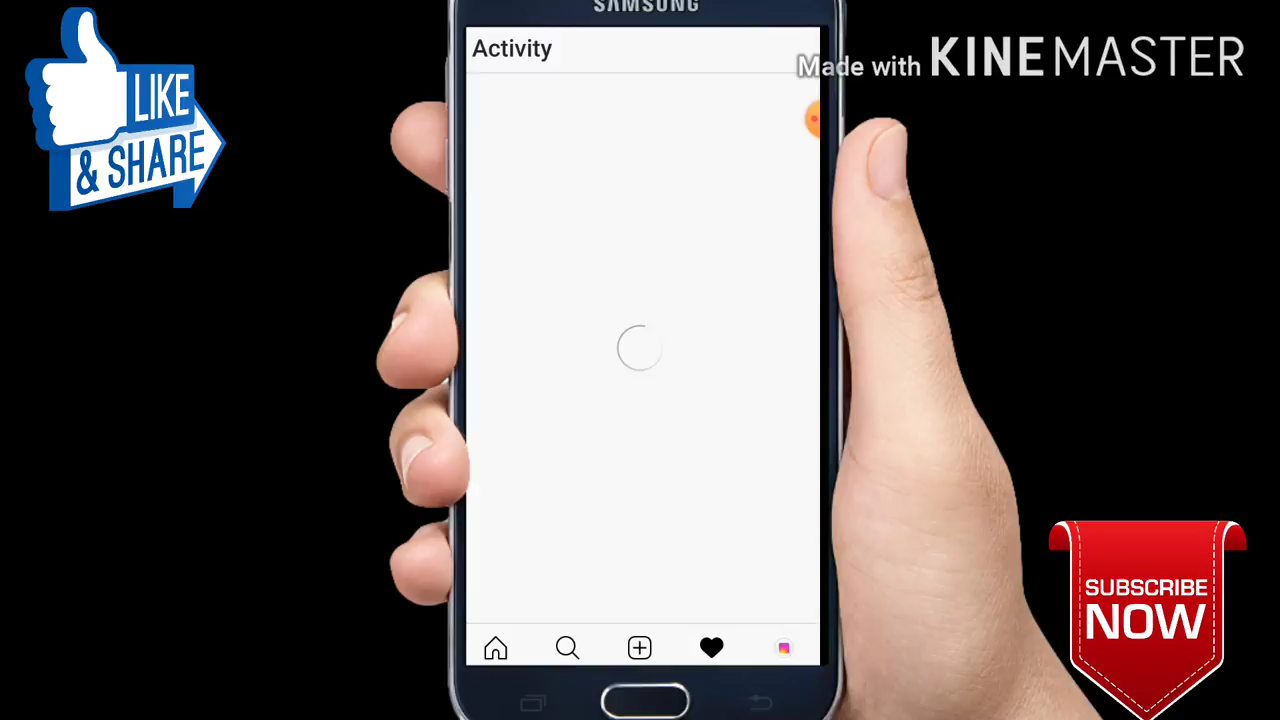 SAMSUNG
Activity
Made with KINEMASTER
LIKE
& SHARE
SUBSCRIBE
NOW